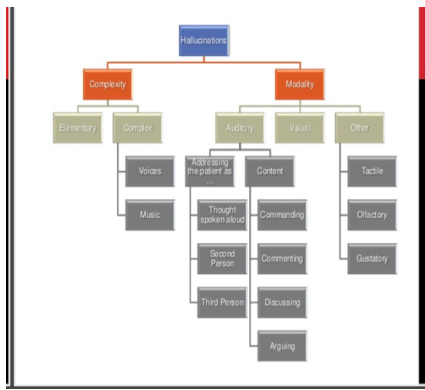 Hallucinations
Complexity
Modality
Elementary
Complex
Auditory
Visual
Other
Voices
Music
Addressing
the patient as
...
Content
Tactile
Thought
spoken aloud
Commanding
Olfactory
Second
Person
Commenting
Gustatory
Third Person
Discussing
Arguing